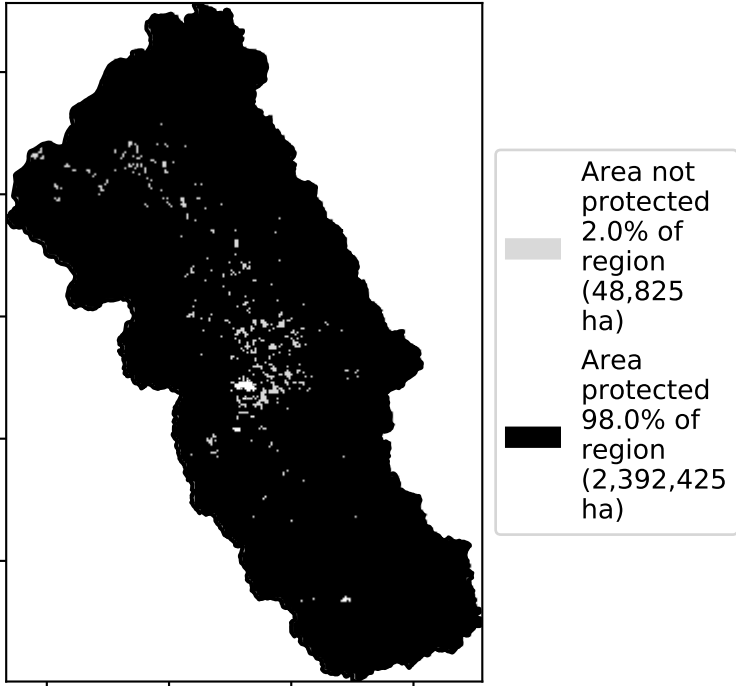 Area not
protected
2.0% of
region
(48,825
ha)
Area
protected
98.0% of
region
(2,392,425
ha)